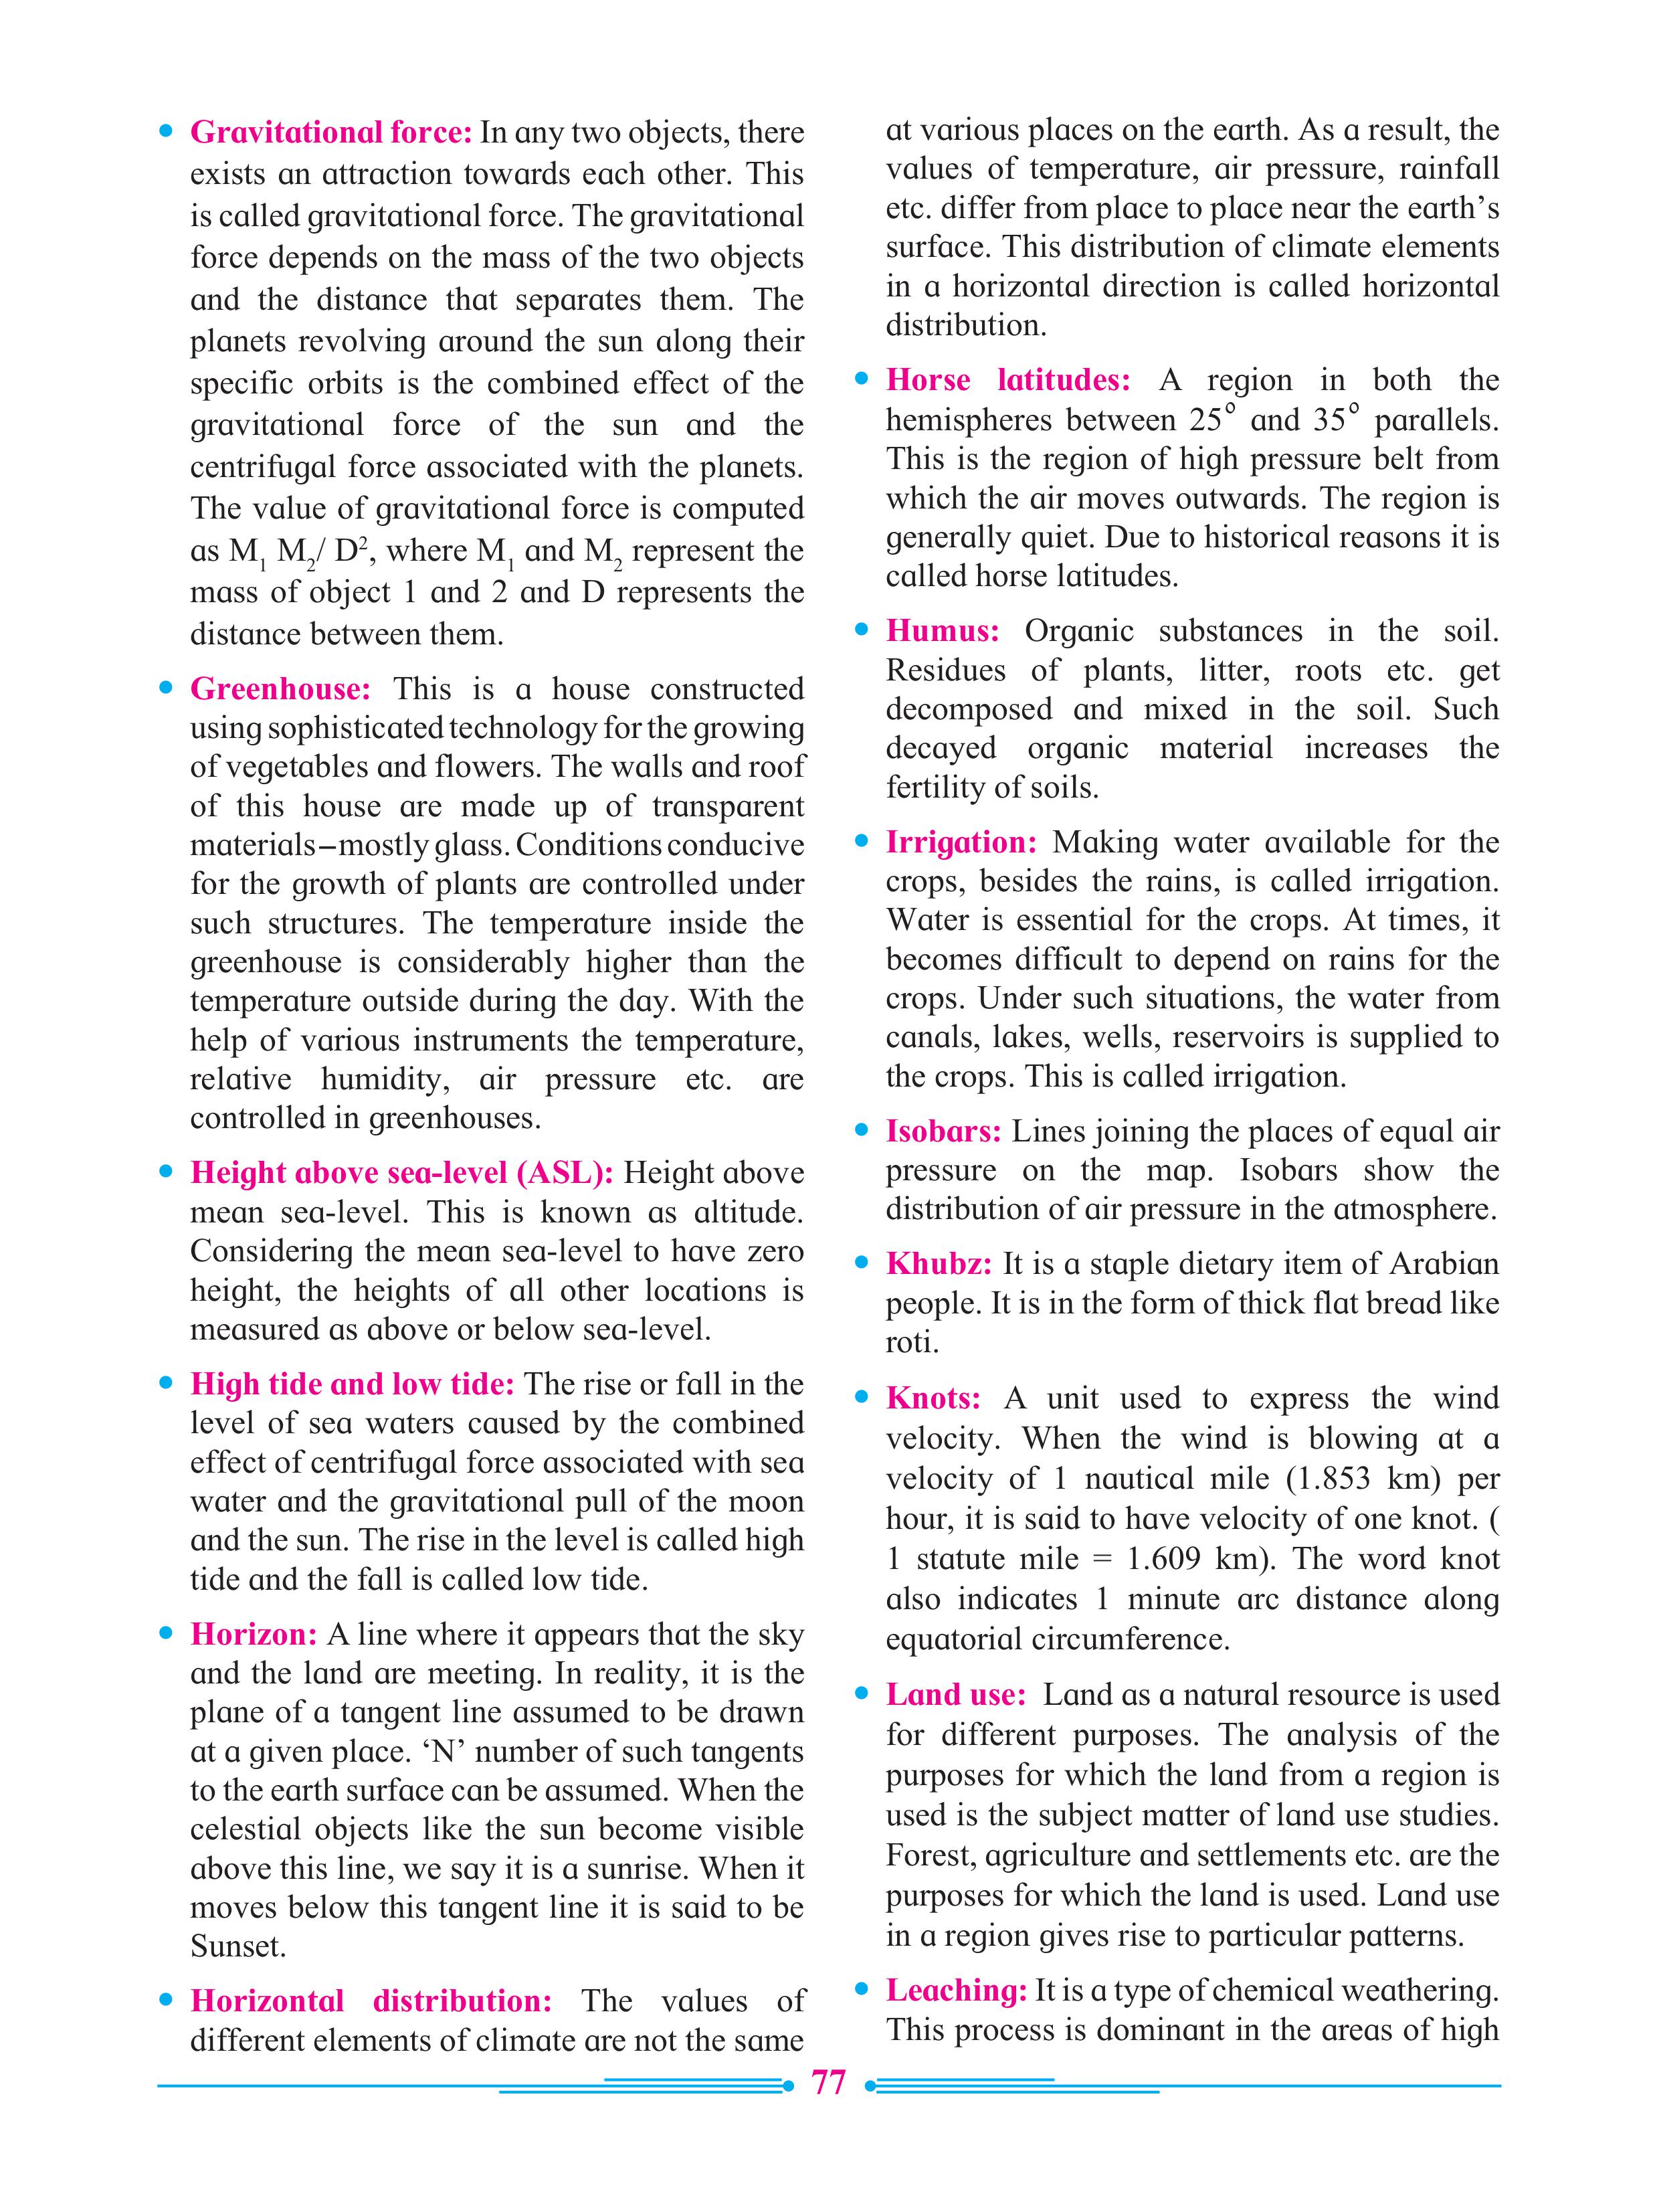 • Gravitational force: In any two objects, there
exists an attraction towards each other. This
is called gravitational force. The gravitational
force depends on the mass of the two objects
and the distance that separates them. The
planets revolving around the sun along their
specific orbits is the combined effect of the
gravitational force of the sun and the
centrifugal force associated with the planets.
The value of gravitational force is computed
as M₁ M₂/ D², where M₁ and M₂ represent the
mass of object 1 and 2 and D represents the
distance between them.
• Greenhouse: This is a house constructed
using sophisticated technology for the growing
of vegetables and flowers. The walls and roof
of this house are made up of transparent
materials–mostly glass. Conditions conducive
for the growth of plants are controlled under
such structures. The temperature inside the
greenhouse is considerably higher than the
temperature outside during the day. With the
help of various instruments the temperature,
relative humidity, air pressure etc. are
controlled in greenhouses.
• Height above sea-level (ASL): Height above
mean sea-level. This is known as altitude.
Considering the mean sea-level to have zero
height, the heights of all other locations is
measured as above or below sea-level.
• High tide and low tide: The rise or fall in the
level of sea waters caused by the combined
effect of centrifugal force associated with sea
water and the gravitational pull of the moon
and the sun. The rise in the level is called high
tide and the fall is called low tide.
• Horizon: A line where it appears that the sky
and the land are meeting. In reality, it is the
plane of a tangent line assumed to be drawn
at a given place. ‘N’ number of such tangents
to the earth surface can be assumed. When the
celestial objects like the sun become visible
above this line, we say it is a sunrise. When it
moves below this tangent line it is said to be
Sunset.
• Horizontal distribution: The values of
different elements of climate are not the same
at various places on the earth. As a result, the
values of temperature, air pressure, rainfall
etc. differ from place to place near the earth’s
surface. This distribution of climate elements
in a horizontal direction is called horizontal
distribution.
• Horse latitudes: A region in both the
hemispheres between 25° and 35° parallels.
This is the region of high pressure belt from
which the air moves outwards. The region is
generally quiet. Due to historical reasons it is
called horse latitudes.
• Humus: Organic substances in the soil.
Residues of plants, litter, roots etc. get
decomposed and mixed in the soil. Such
decayed organic material increases the
fertility of soils.
• Irrigation: Making water available for the
crops, besides the rains, is called irrigation.
Water is essential for the crops. At times, it
becomes difficult to depend on rains for the
crops. Under such situations, the water from
canals, lakes, wells, reservoirs is supplied to
the crops. This is called irrigation.
• Isobars: Lines joining the places of equal air
pressure on the map. Isobars show the
distribution of air pressure in the atmosphere.
• Khubz: It is a staple dietary item of Arabian
people. It is in the form of thick flat bread like
roti.
• Knots: A unit used to express the wind
velocity. When the wind is blowing at a
velocity of 1 nautical mile (1.853 km) per
hour, it is said to have velocity of one knot. (
1 statute mile = 1.609 km). The word knot
also indicates 1 minute arc distance along
equatorial circumference.
• Land use: Land as a natural resource is used
for different purposes. The analysis of the
purposes for which the land from a region is
used is the subject matter of land use studies.
Forest, agriculture and settlements etc. are the
purposes for which the land is used. Land use
in a region gives rise to particular patterns.
• Leaching: It is a type of chemical weathering.
This process is dominant in the areas of high
77